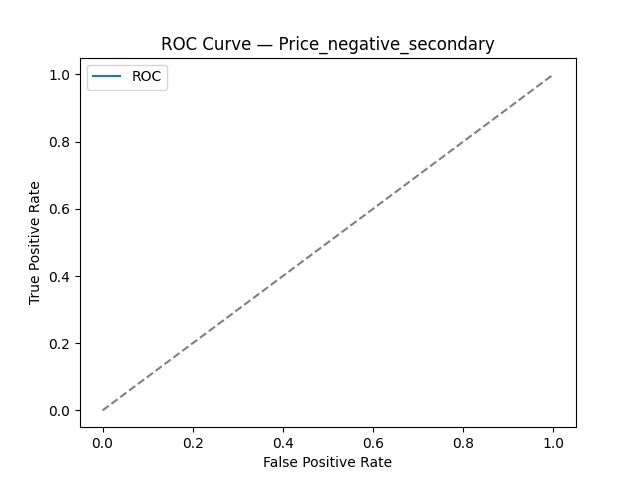 ROC Curve — Price_negative_secondary
ROC
True Positive Rate
1.0
0.8
0.6
0.4
0.2
0.0
0.0 0.2 0.4 0.6 0.8 1.0
False Positive Rate